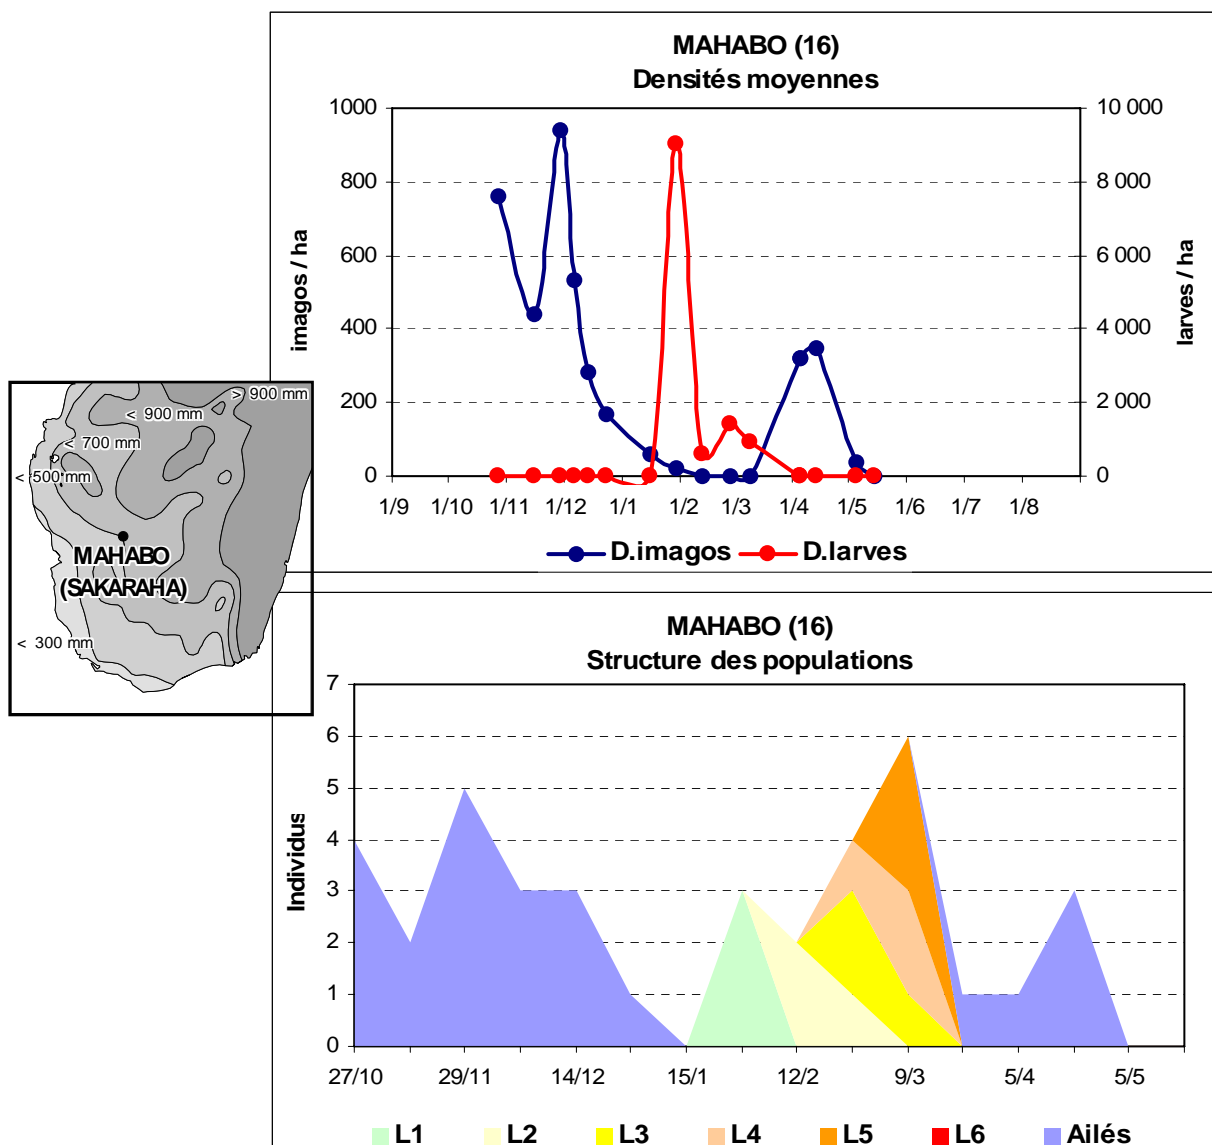 MAHABO (16)
Densités moyennes
1000
800
600
400
200
0
imagos / ha
10 000
8 000
6 000
4 000
2 000
0
larves / ha
1/9 1/10 1/11 1/12 1/1 1/2 1/3 1/4 1/5 1/6 1/7 1/8
D.imagos D.larves
> 900 mm
< 900 mm
< 700 mm
< 500 mm
MAHABO
(SAKARAHA)
< 300 mm
MAHABO (16)
Structure des populations
7
6
5
4
3
2
1
0
Individus
27/10 29/11 14/12 15/1 12/2 9/3 5/4 5/5
L1 L2 L3 L4 L5 L6 Ailés